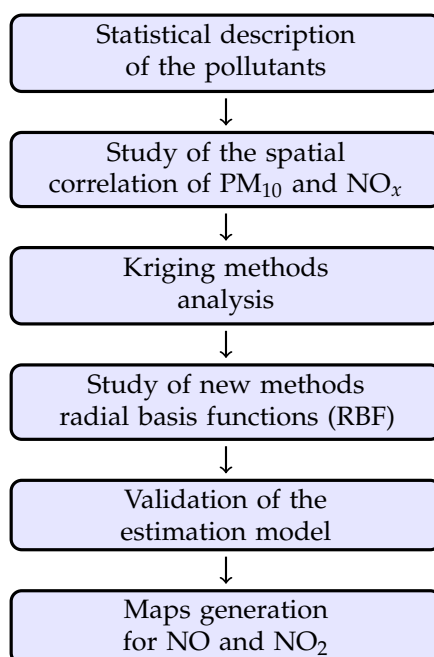 Statistical description
of the pollutants
↓
Study of the spatial
correlation of PM₁₀ and NOₓ
↓
Kriging methods
analysis
↓
Study of new methods
radial basis functions (RBF)
↓
Validation of the
estimation model
↓
Maps generation
for NO and NO₂